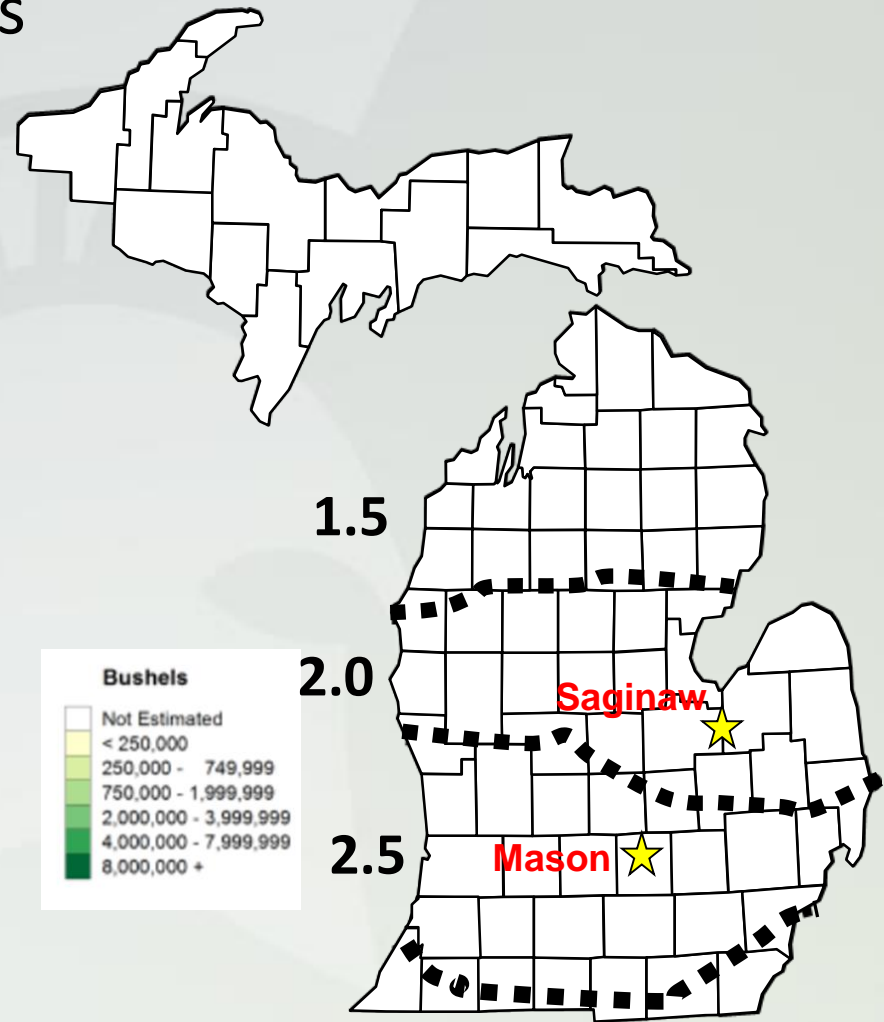 s
1.5
2.0
Saginaw
2.5
Mason
Bushels
Not Estimated
< 250,000
250,000 - 749,999
750,000 - 1,999,999
2,000,000 - 3,999,999
4,000,000 - 7,999,999
8,000,000 +